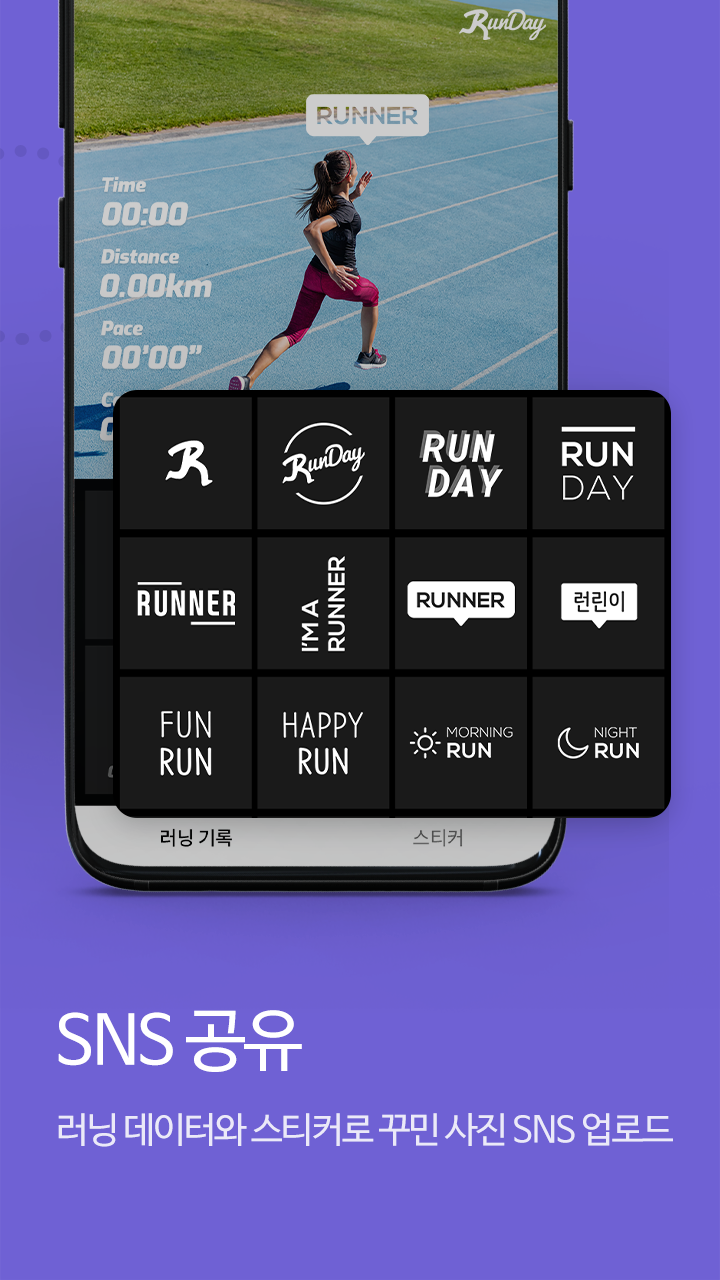 RunDay
RUNNER
Time
00:00
Distance
0.00km
Pace
00'00"
R
RunDay
RUN
DAY
RUN
DAY
RUNNER
I'M A
RUNNER
RUNNER
런린이
FUN
RUN
HAPPY
RUN
MORNING
RUN
NIGHT
RUN
러닝 기록
스티커
SNS 공유
러닝 데이터와 스티커로 꾸민 사진 SNS 업로드